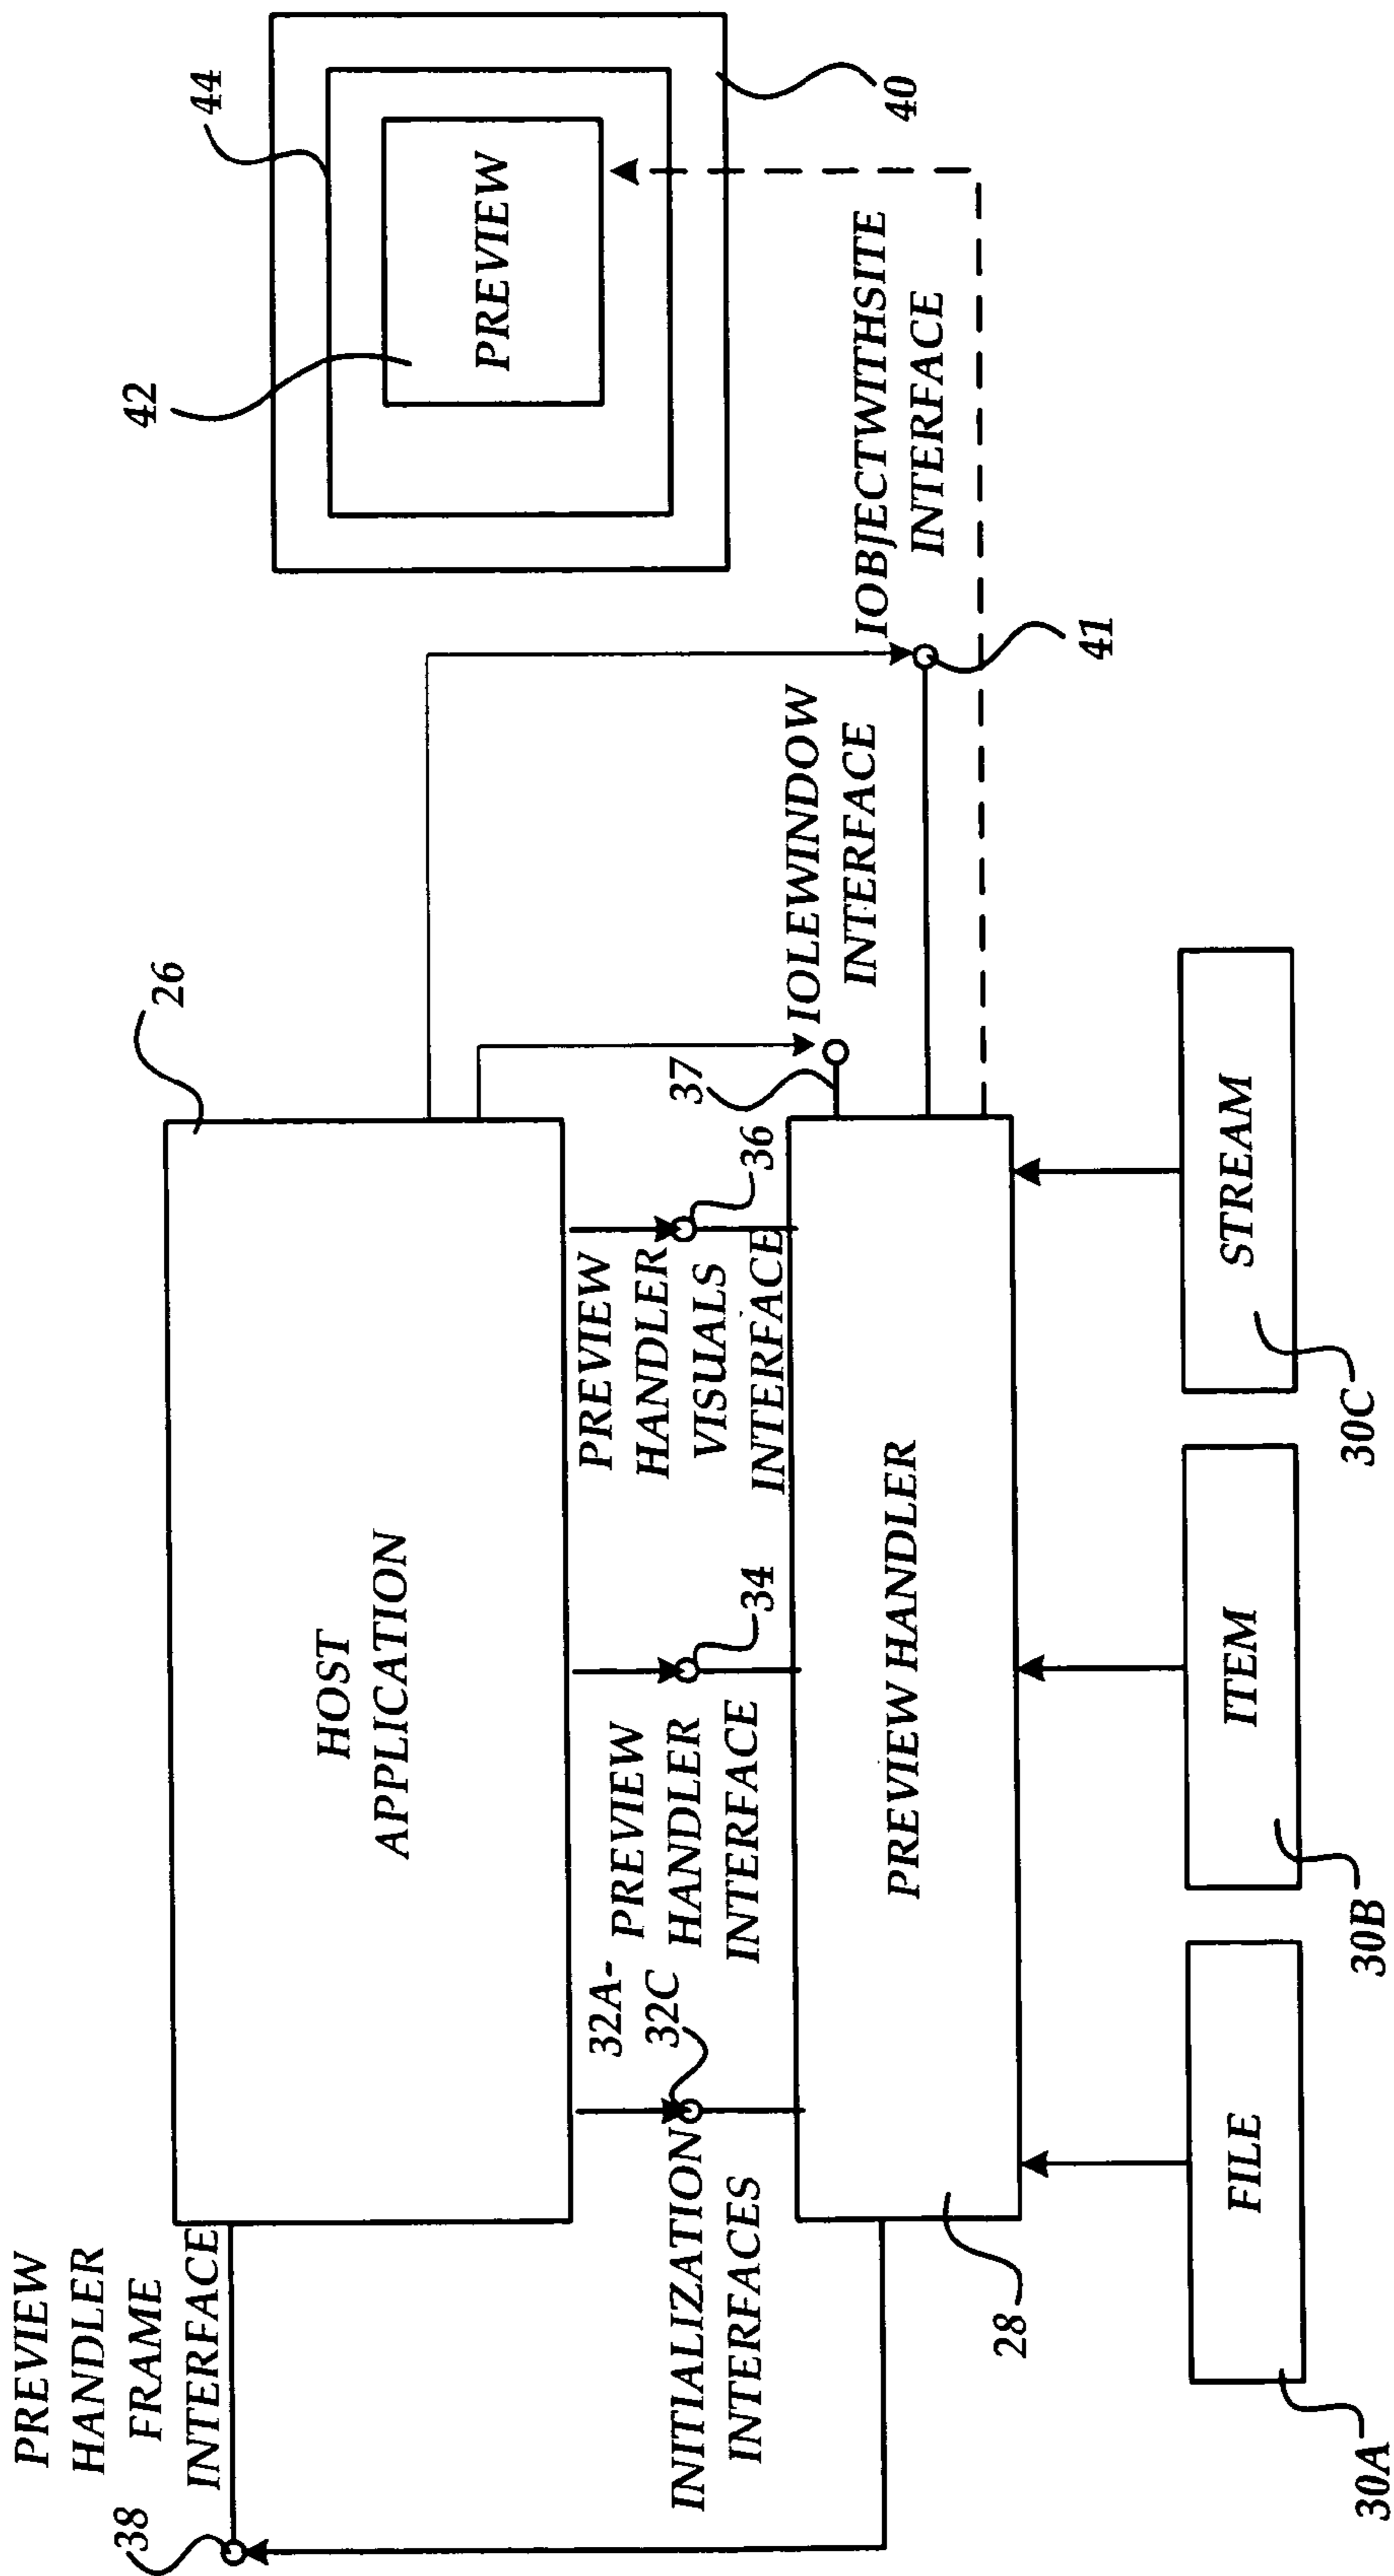 PREVIEW
HANDLER
FRAME
INTERFACE
38
HOST
APPLICATION
26
44
42
PREVIEW
40
INITIALIZATION
INTERFACES
32A-
32C
PREVIEW
HANDLER
INTERFACE
34
PREVIEW
HANDLER
VISUALS
INTERFACE
36
37
IOLEWINDOW
INTERFACE
IOBJECTWITHSITE
INTERFACE
41
PREVIEW HANDLER
28
FILE
30A
ITEM
30B
STREAM
30C